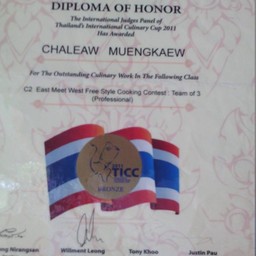 DIPLOMA OF HONOR
The International Judges Panel of
Thailand's International Culinary Cup 2011
Has Awarded
CHALEAW MUENGKAEW
For The Outstanding Culinary Work In The Following Class
C2 East Meet West Free Style Cooking Contest : Team of 3
(Professional)
TICC
BRONZE
Willment Leong
Tony Khoo
Justin Pau